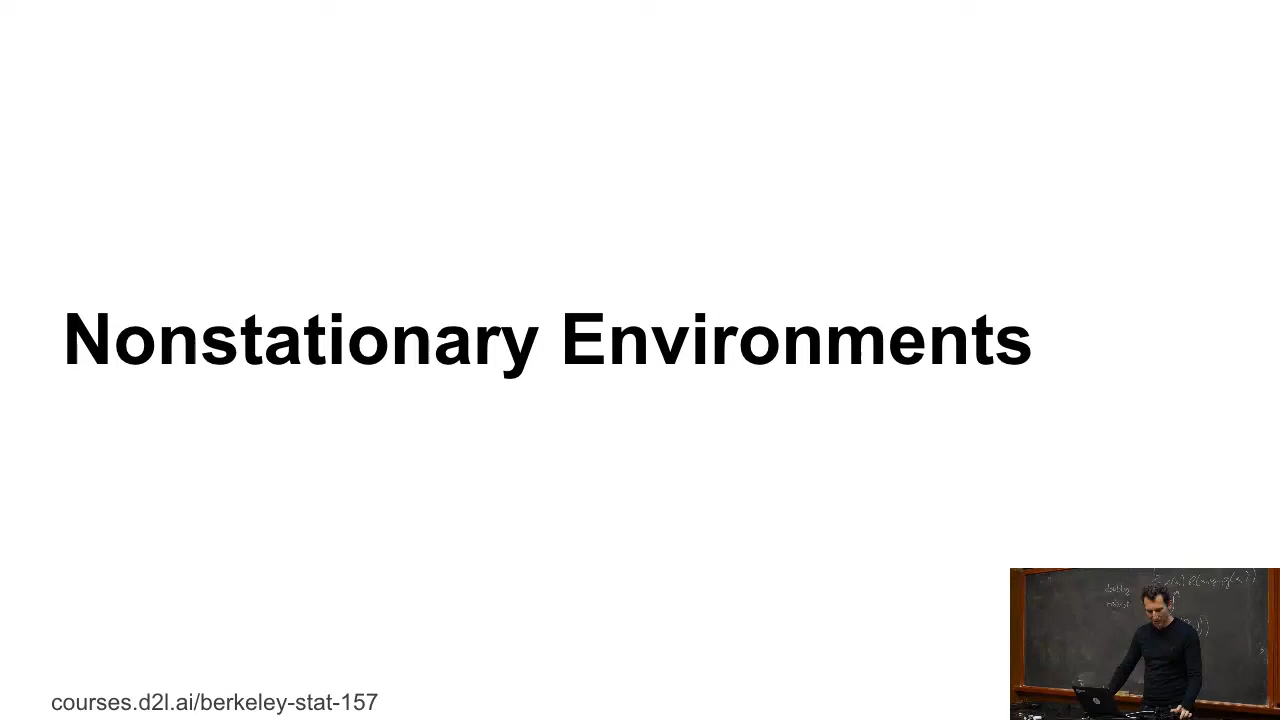 Nonstationary Environments
courses.d2l.ai/berkeley-stat-157